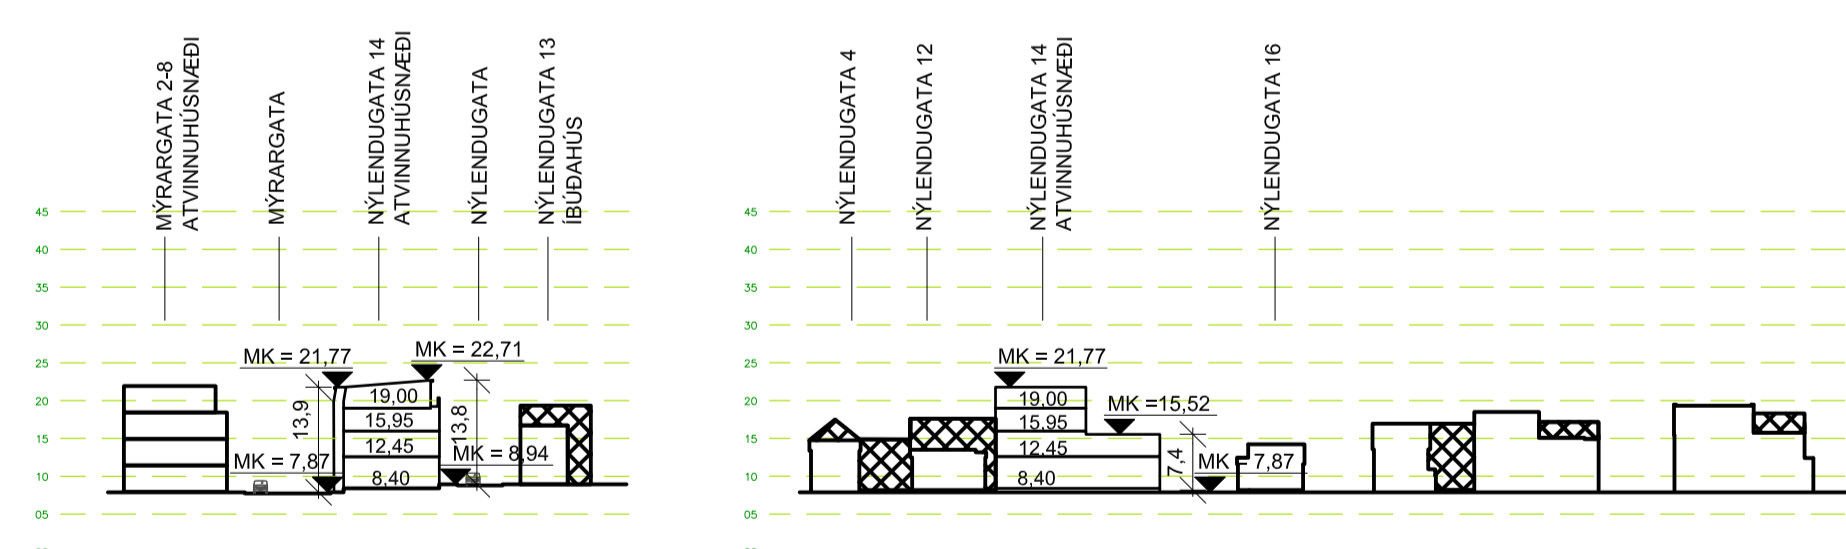 MÝRARGATA 2-8
ATVINNUHÚSNÆÐI
MÝRARGATA
NÝLENDUGATA 14
ATVINNUHÚSNÆÐI
NÝLENDUGATA
NÝLENDUGATA 13
ÍBÚÐAHÚS
45
40
35
30
25
20
15
10
05
MK = 21,77
MK = 22,71
13,9
19,00
15,95
12,45
8,40
13,8
MK = 7,87
MK = 8,94
NÝLENDUGATA 4
NÝLENDUGATA 12
NÝLENDUGATA 14
ATVINNUHÚSNÆÐI
NÝLENDUGATA 16
45
40
35
30
25
20
15
10
05
MK = 21,77
19,00
15,95
12,45
8,40
MK =15,52
7,4
MK = 7,87